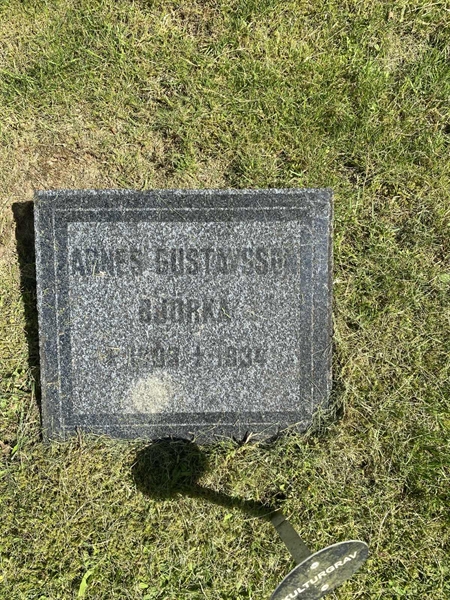 AGNES GUSTAVSSON
BJÖRKA
1934
KULTURGRAV